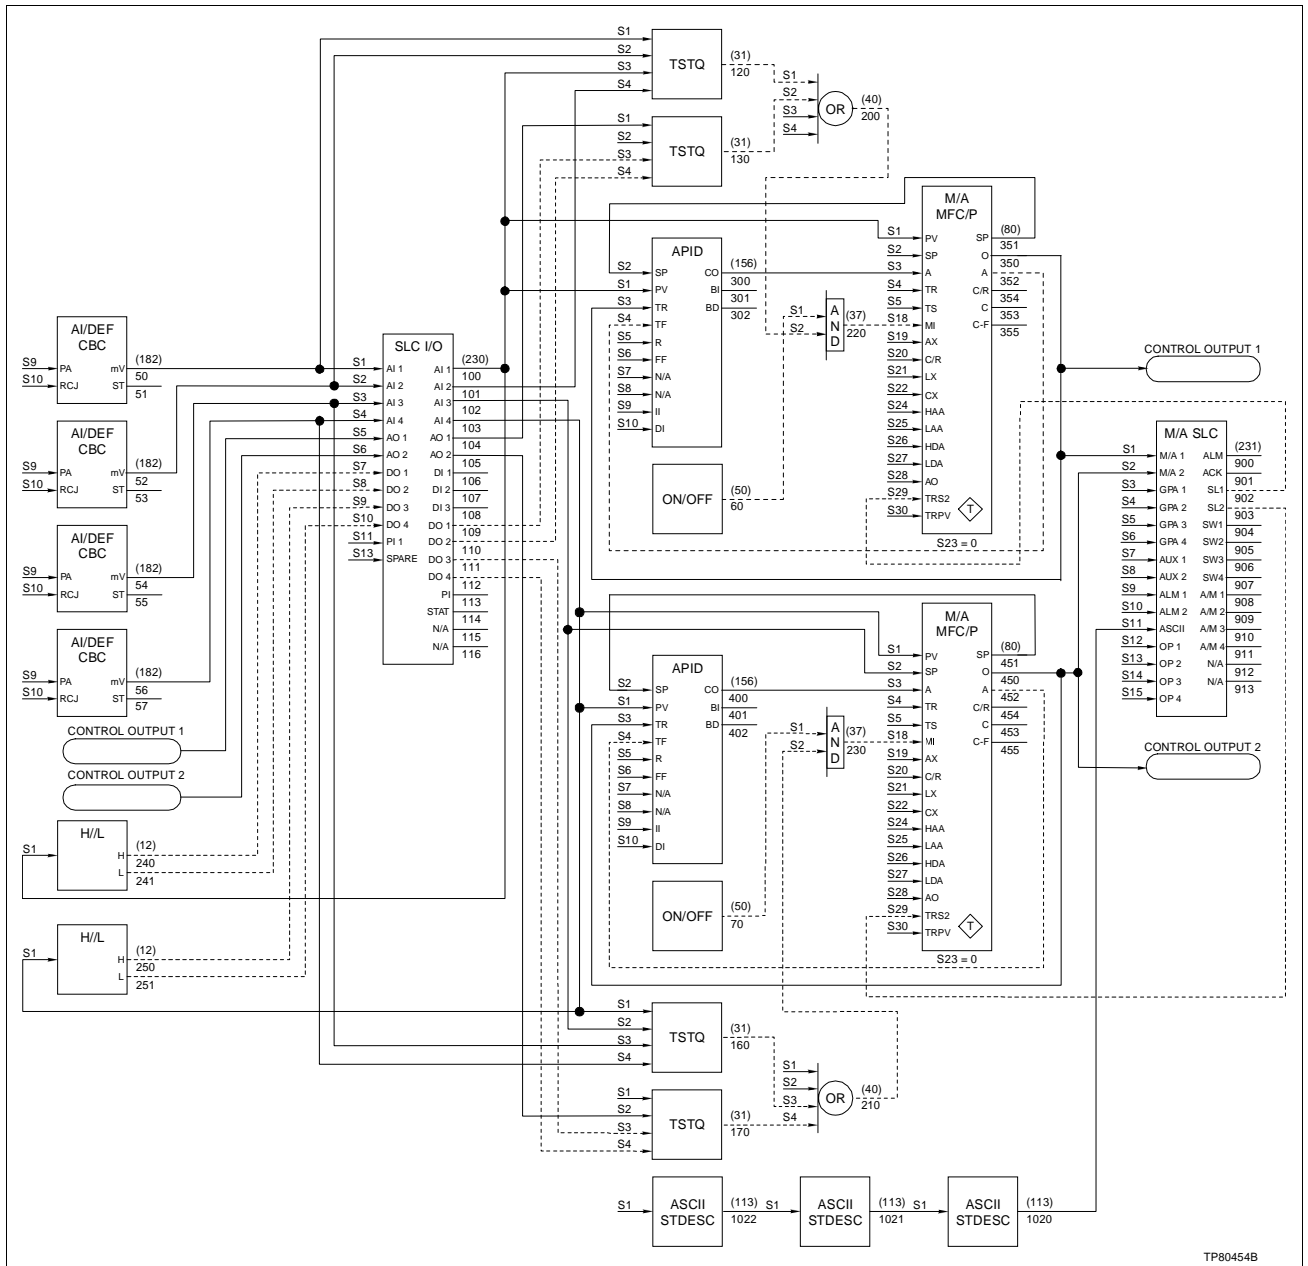 S1
S2
S3
S4
TSTQ
(31)
120
S1
S2
S3
S4
OR
(40)
200
S1
S2
S3
S4
TSTQ
(31)
130
AI/DEF
CBC
S9 PA mV (182)
50
S10 RCJ ST
51
AI/DEF
CBC
S9 PA mV (182)
52
S10 RCJ ST
53
AI/DEF
CBC
S9 PA mV (182)
54
S10 RCJ ST
55
AI/DEF
CBC
S9 PA mV (182)
56
S10 RCJ ST
57
CONTROL OUTPUT 1
CONTROL OUTPUT 2
H//L
S1
H (12)
240
L
241
H//L
S1
H (12)
250
L
251
SLC I/O
S1 AI 1
S2 AI 2
S3 AI 3
S4 AI 4
S5 AO 1
S6 AO 2
S7 DO 1
S8 DO 2
S9 DO 3
S10 DO 4
S11 PI 1
S13 SPARE
(230)
AI 1 100
AI 2 101
AI 3 102
AI 4 103
AO 1 104
AO 2 105
DI 1 106
DI 2 107
DI 3 108
DO 1 109
DO 2 110
DO 3 111
DO 4 112
PI 113
STAT 114
N/A 115
N/A 116
APID
S2 SP
S1 PV
S3 TR
S4 TF
S5 R
S6 FF
S7 N/A
S8 N/A
S9 II
S10 DI
CO (156)
300
BI 301
BD 302
ON/OFF
(50)
60
S1
S2
AND
(37)
220
M/A
MFC/P
S1 PV
S2 SP
S3 A
S4 TR
S5 TS
S18 MI
S19 AX
S20 C/R
S21 LX
S22 CX
S24 HAA
S25 LAA
S26 HDA
S27 LDA
S28 AO
S29 TRS2
S30 TRPV
SP (80)
351
O 350
A 352
C/R 354
C 353
C-F 355
T
S23 = 0
CONTROL OUTPUT 1
M/A SLC
S1 M/A 1
S2 M/A 2
S3 GPA 1
S4 GPA 2
S5 GPA 3
S6 GPA 4
S7 AUX 1
S8 AUX 2
S9 ALM 1
S10 ALM 2
S11 ASCII
S12 OP 1
S13 OP 2
S14 OP 3
S15 OP 4
ALM (231)
900
ACK 901
SL1 902
SL2 903
SW1 904
SW2 905
SW3 906
SW4 907
A/M 1 908
A/M 2 909
A/M 3 910
A/M 4 911
N/A 912
N/A 913
CONTROL OUTPUT 2
APID
S2 SP
S1 PV
S3 TR
S4 TF
S5 R
S6 FF
S7 N/A
S8 N/A
S9 II
S10 DI
CO (156)
400
BI 401
BD 402
ON/OFF
(50)
70
S1
S2
AND
(37)
230
M/A
MFC/P
S1 PV
S2 SP
S3 A
S4 TR
S5 TS
S18 MI
S19 AX
S20 C/R
S21 LX
S22 CX
S24 HAA
S25 LAA
S26 HDA
S27 LDA
S28 AO
S29 TRS2
S30 TRPV
SP (80)
451
O 450
A 452
C/R 454
C 453
C-F 455
T
S23 = 0
S1
S2
S3
S4
TSTQ
(31)
160
S1
S2
S3
S4
TSTQ
(31)
170
S1
S2
S3
S4
OR
(40)
210
S1
ASCII
STDESC
(113)
1022
S1
ASCII
STDESC
(113)
1021
S1
ASCII
STDESC
(113)
1020
TP80454B